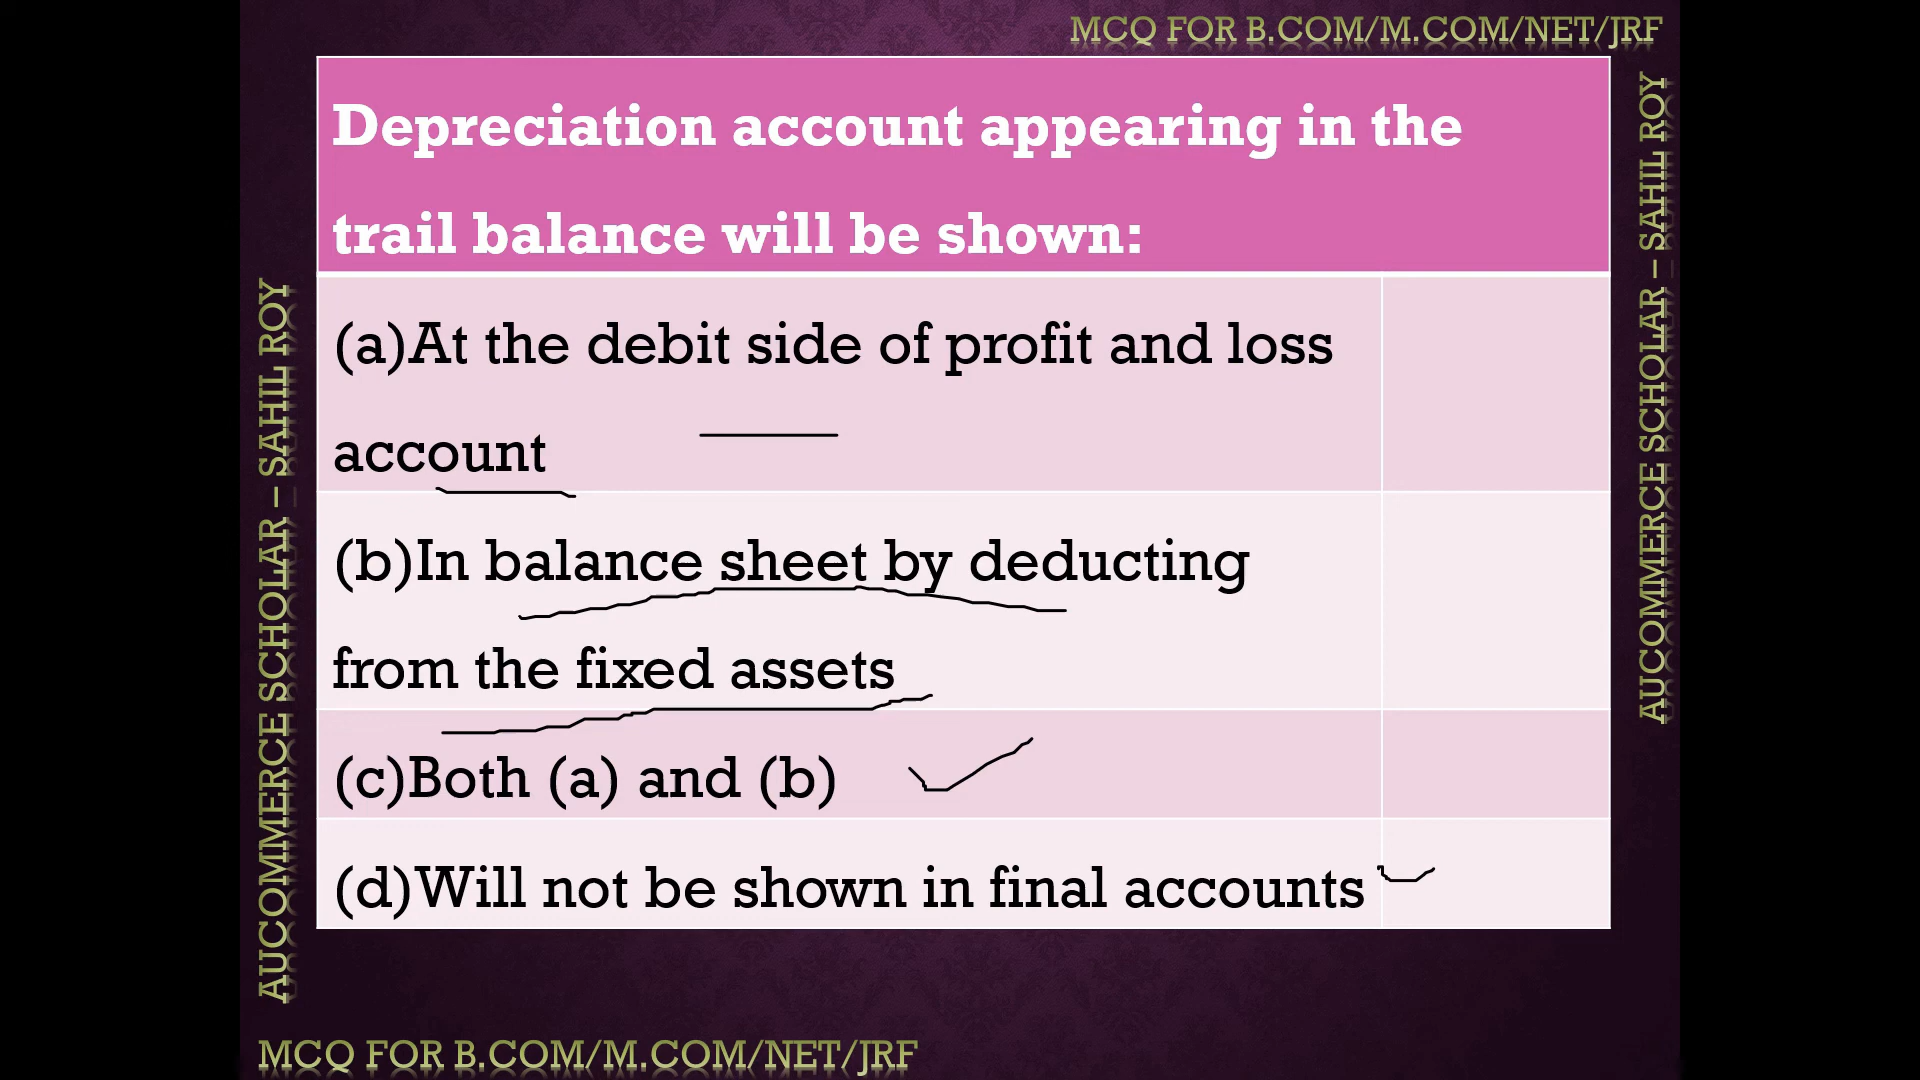 MCQ FOR B.COM/M.COM/NET/JRF
Depreciation account appearing in the
trail balance will be shown:
(a)At the debit side of profit and loss
account
(b)In balance sheet by deducting
from the fixed assets
(c)Both (a) and (b)
(d)Will not be shown in final accounts
AUCOMMERCE SCHOLAR – SAHIL ROY
AUCOMMERCE SCHOLAR – SAHIL ROY
MCQ FOR B.COM/M.COM/NET/JRF